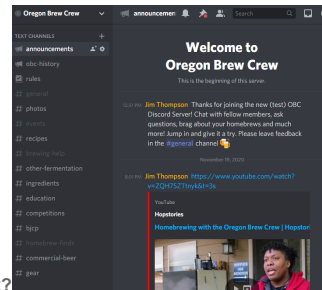 Oregon Brew Crew
announcemen
Search
TEXT CHANNELS
announcements
obc-history
rules
general
photos
events
recipes
brewing-help
other-fermentation
ingredients
education
competitions
bjcp
homebrew-finds
commercial-beer
gear
Welcome to
Oregon Brew Crew
This is the beginning of this server.
Jim Thompson Thanks for joining the new (test) OBC
Discord Server! Chat with fellow members, ask
questions, brag about your homebrews and much
more! Jump in and give it a try. Please leave feedback
in the #general channel
November 19, 2020
Jim Thompson https://www.youtube.com/watch?
YouTube
Hopstories
Homebrewing with the Oregon Brew Crew | Hopstori
?